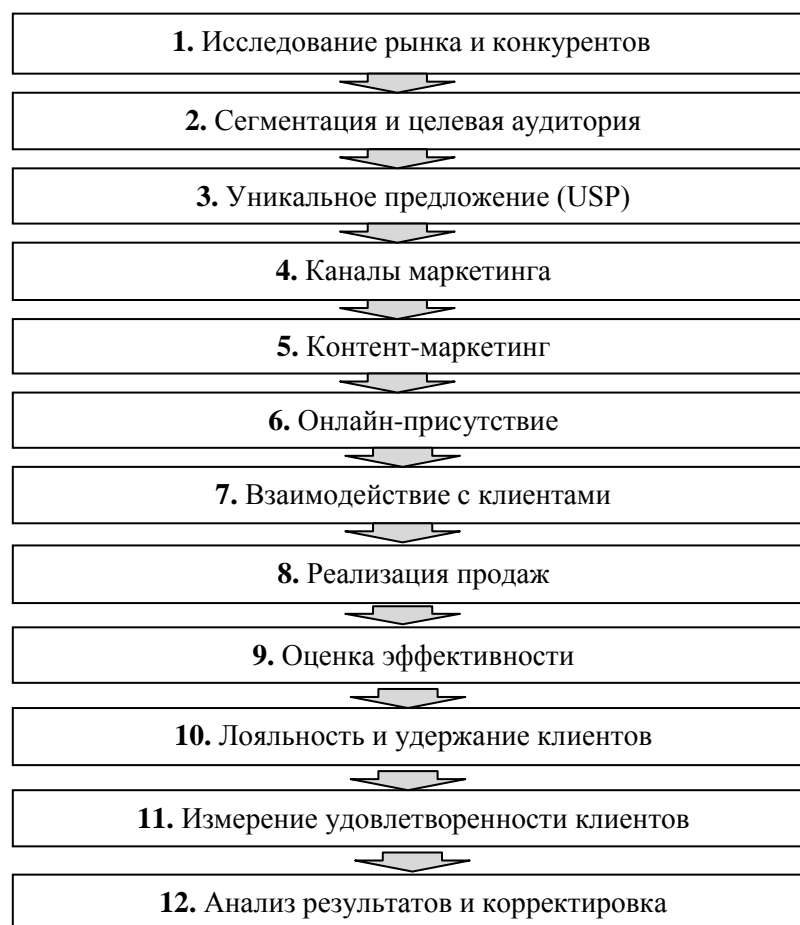 1. Исследование рынка и конкурентов
2. Сегментация и целевая аудитория
3. Уникальное предложение (USP)
4. Каналы маркетинга
5. Контент-маркетинг
6. Онлайн-присутствие
7. Взаимодействие с клиентами
8. Реализация продаж
9. Оценка эффективности
10. Лояльность и удержание клиентов
11. Измерение удовлетворенности клиентов
12. Анализ результатов и корректировка